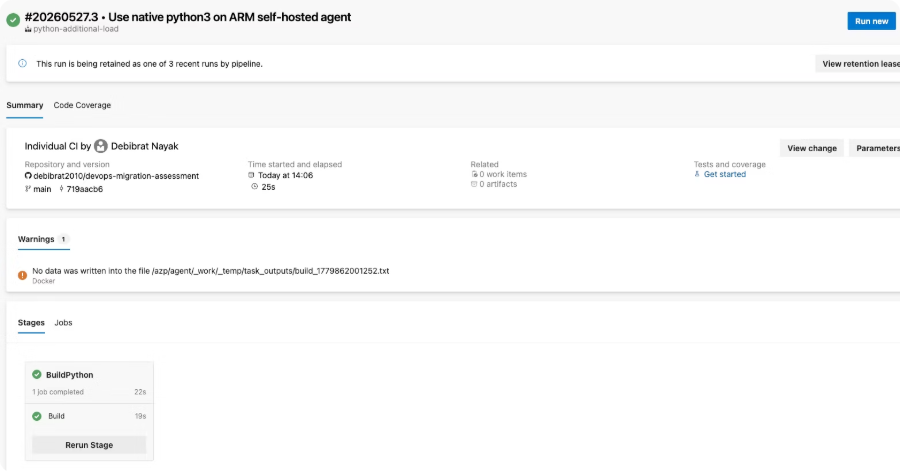 #20260527.3 • Use native python3 on ARM self-hosted agent
python-additional-load
Run new
This run is being retained as one of 3 recent runs by pipeline.
View retention lease
Summary
Code Coverage
Individual CI by Debibrat Nayak
View change
Parameters
Repository and version
debibrat2010/devops-migration-assessment
main 719aacb6
Time started and elapsed
Today at 14:06
25s
Related
0 work items
0 artifacts
Tests and coverage
Get started
Warnings 1
No data was written into the file /azp/agent/_work/_temp/task_outputs/build_1779862001252.txt
Docker
Stages
Jobs
BuildPython
1 job completed 22s
Build 19s
Rerun Stage